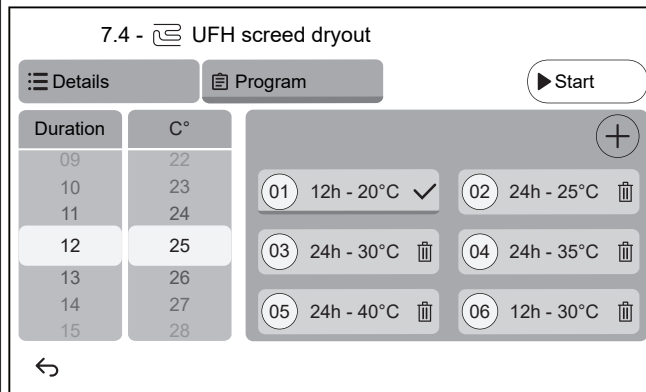 7.4 - UFH screed dryout
Details
Program
Start
Duration
C°
09 22
10 23
11 24
12 25
13 26
14 27
15 28
01 12h - 20°C
02 24h - 25°C
03 24h - 30°C
04 24h - 35°C
05 24h - 40°C
06 12h - 30°C